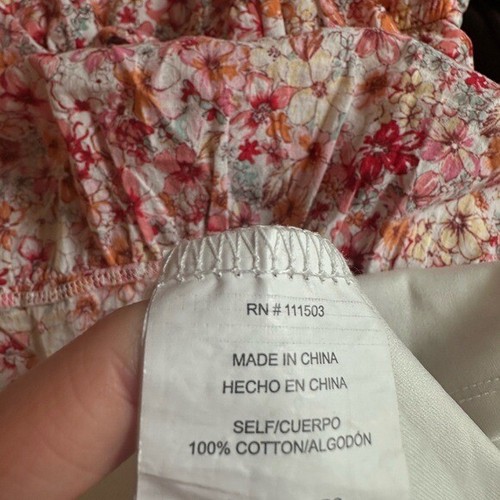 RN # 111503
MADE IN CHINA
HECHO EN CHINA
SELF/CUERPO
100% COTTON/ALGODÓN